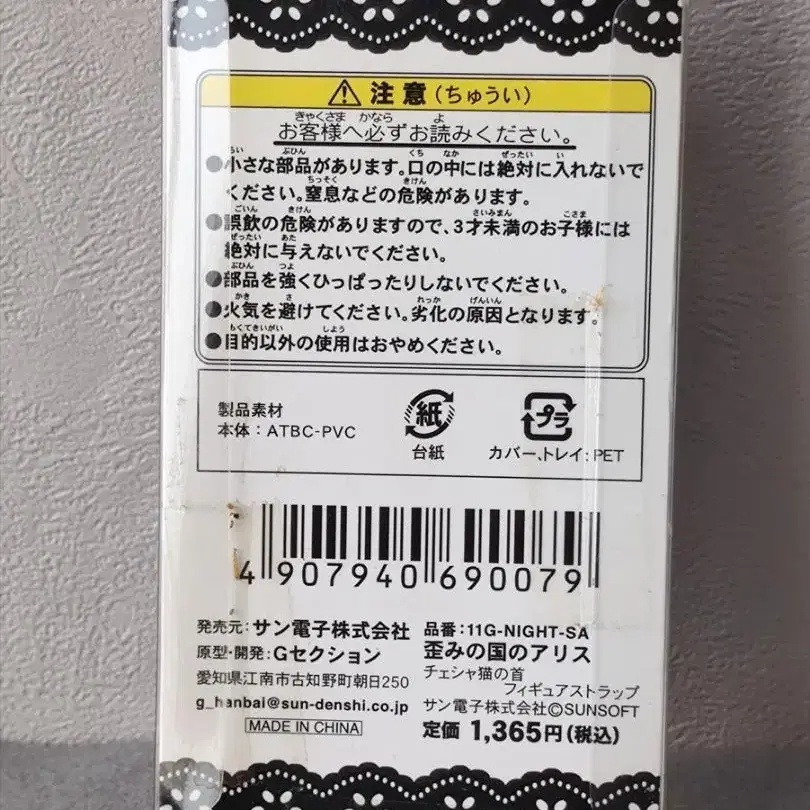 注意(ちゅうい)
お客様へ必ずお読みください。
●小さな部品があります。口の中には絶対に入れないで
ください。窒息などの危険があります。
●誤飲の危険がありますので、3才未満のお子様には
絶対に与えないでください。
●部品を強くひっぱったりしないでください。
●火気を避けてください。劣化の原因となります。
●目的以外の使用はおやめください。
製品素材
本体：ATBC-PVC
紙
台紙
プラ
カバー、トレイ：PET
4 907940 690079
発売元：サン電子株式会社
原型・開発：Gセクション
愛知県江南市古知野町朝日250
g_hanbai@sun-denshi.co.jp
MADE IN CHINA
品番：11G-NIGHT-SA
歪みの国のアリス
チェシャ猫の首
フィギュアストラップ
サン電子株式会社©SUNSOFT
定価 1,365円(税込)